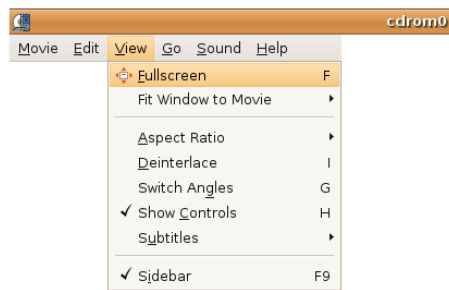 cdrom0
Movie Edit View Go Sound Help
Fullscreen F
Fit Window to Movie
Aspect Ratio
Deinterlace I
Switch Angles G
Show Controls H
Subtitles
Sidebar F9